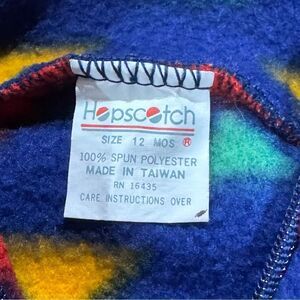 Hopscotch
SIZE 12 MOS ®
100% SPUN POLYESTER
MADE IN TAIWAN
RN 16435
CARE INSTRUCTIONS OVER